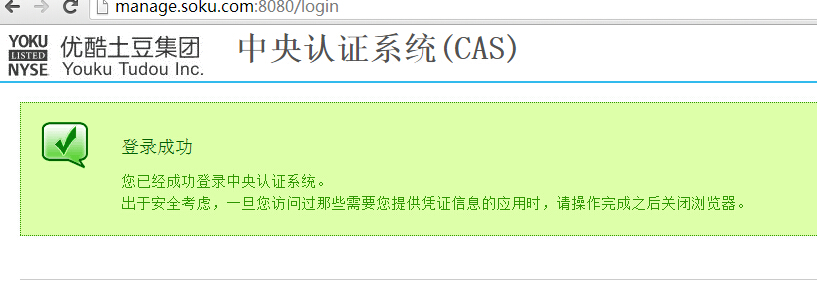 manage.soku.com:8080/login
YOKU
LISTED
NYSE
优酷土豆集团
Youku Tudou Inc.
中央认证系统(CAS)
登录成功
您已经成功登录中央认证系统。
出于安全考虑，一旦您访问过那些需要您提供凭证信息的应用时，请操作完成之后关闭浏览器。